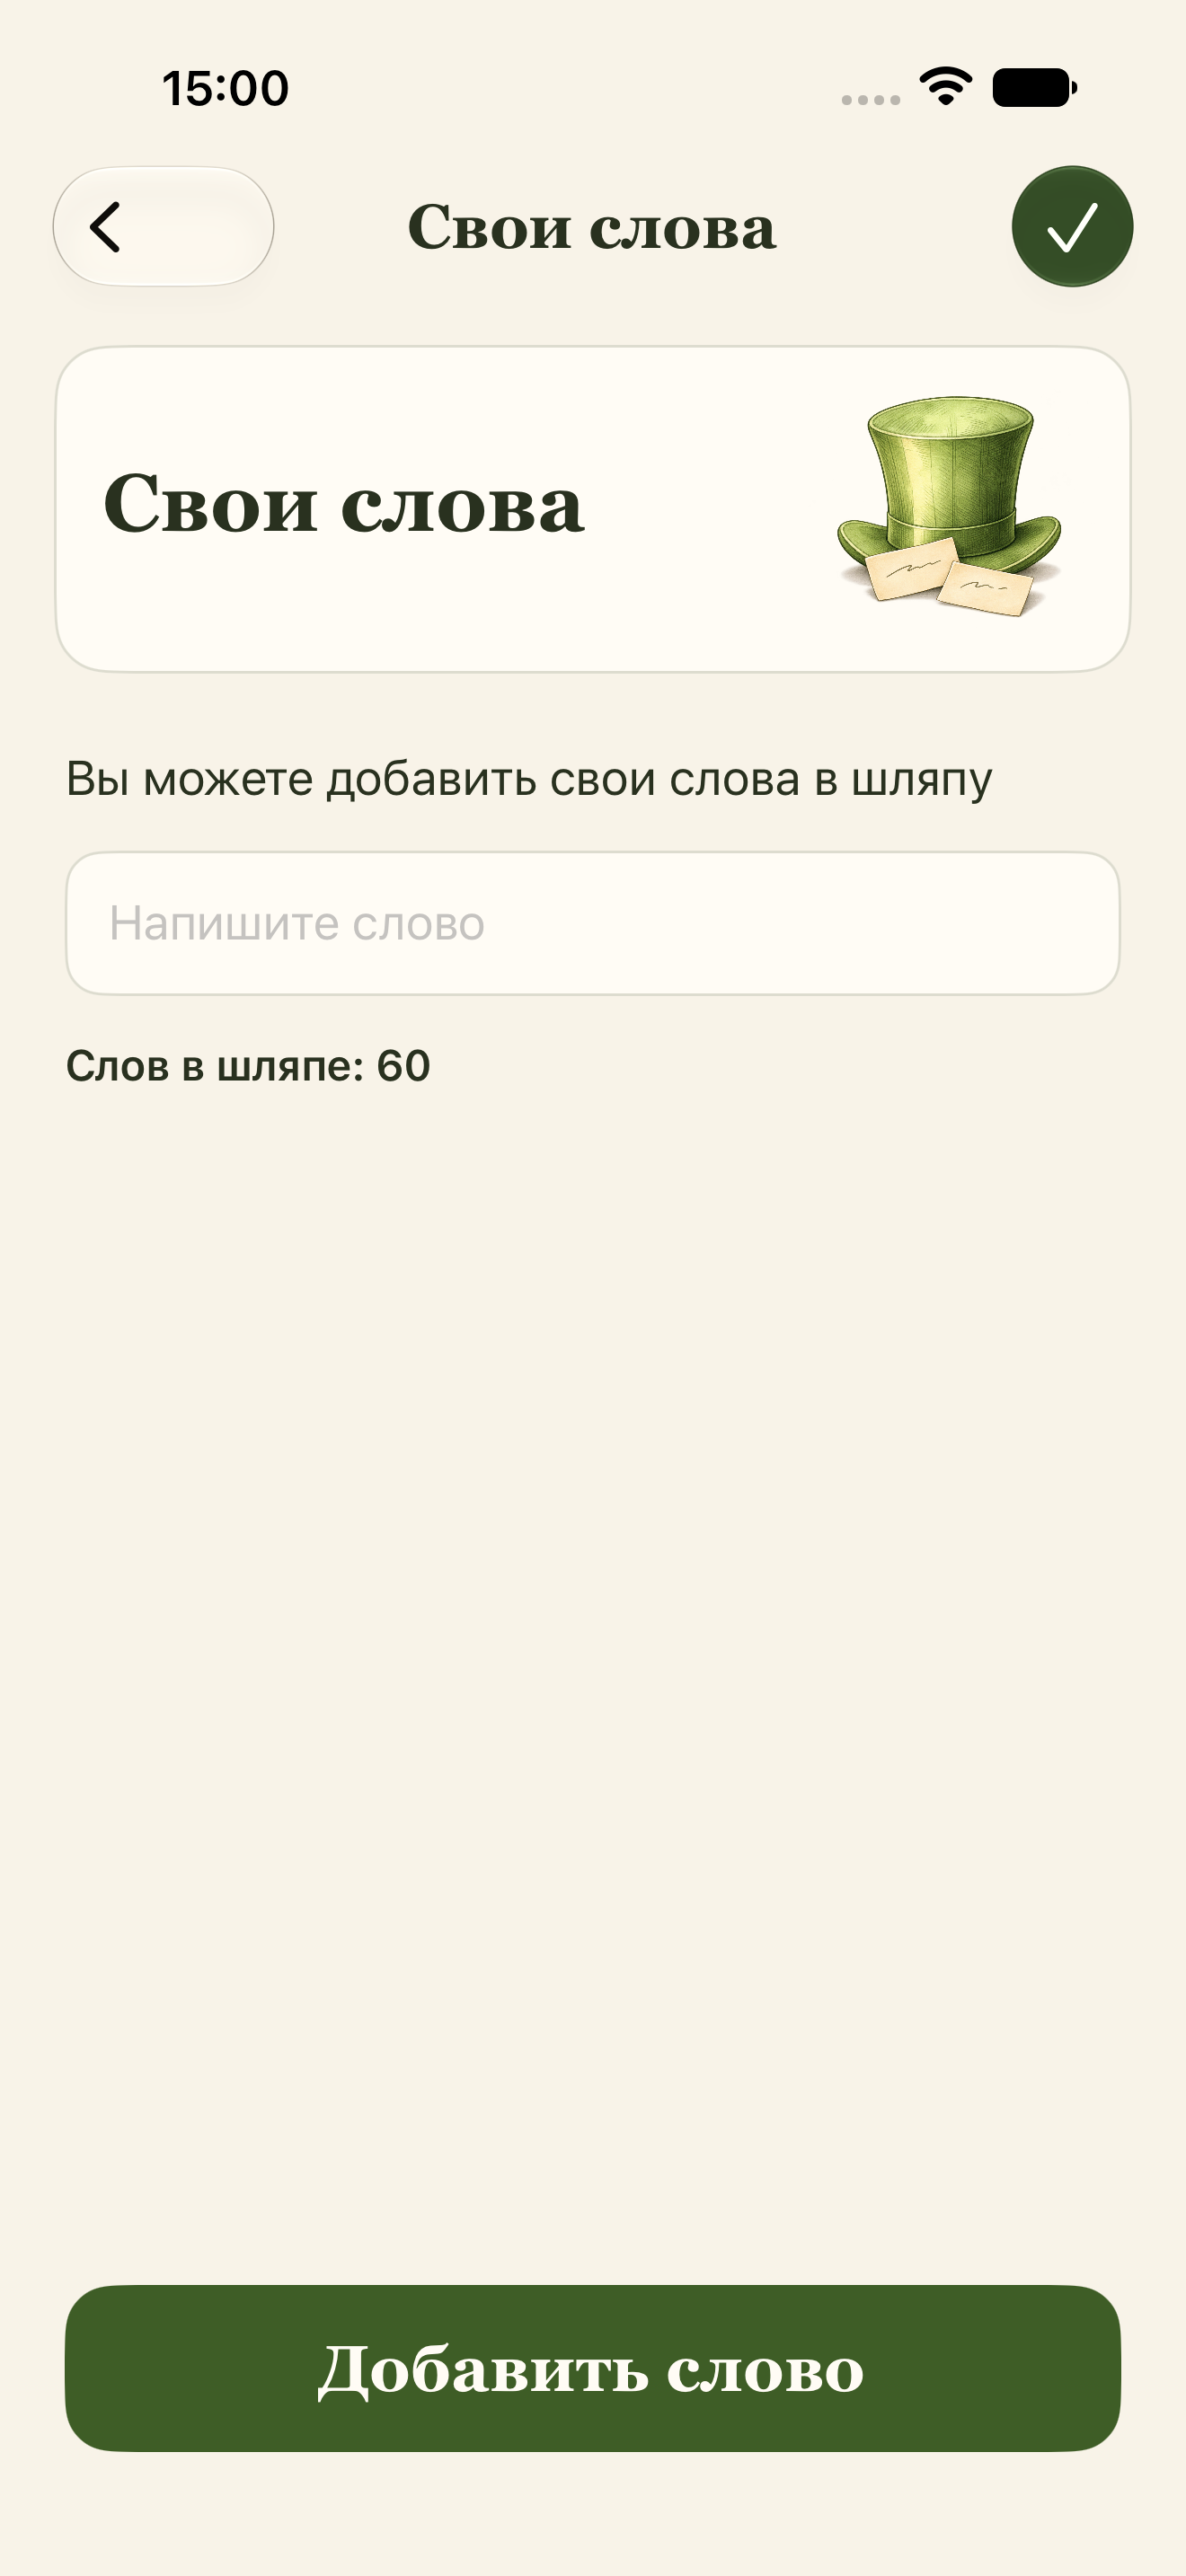 15:00
Свои слова
Свои слова
Вы можете добавить свои слова в шляпу
Напишите слово
Слов в шляпе: 60
Добавить слово